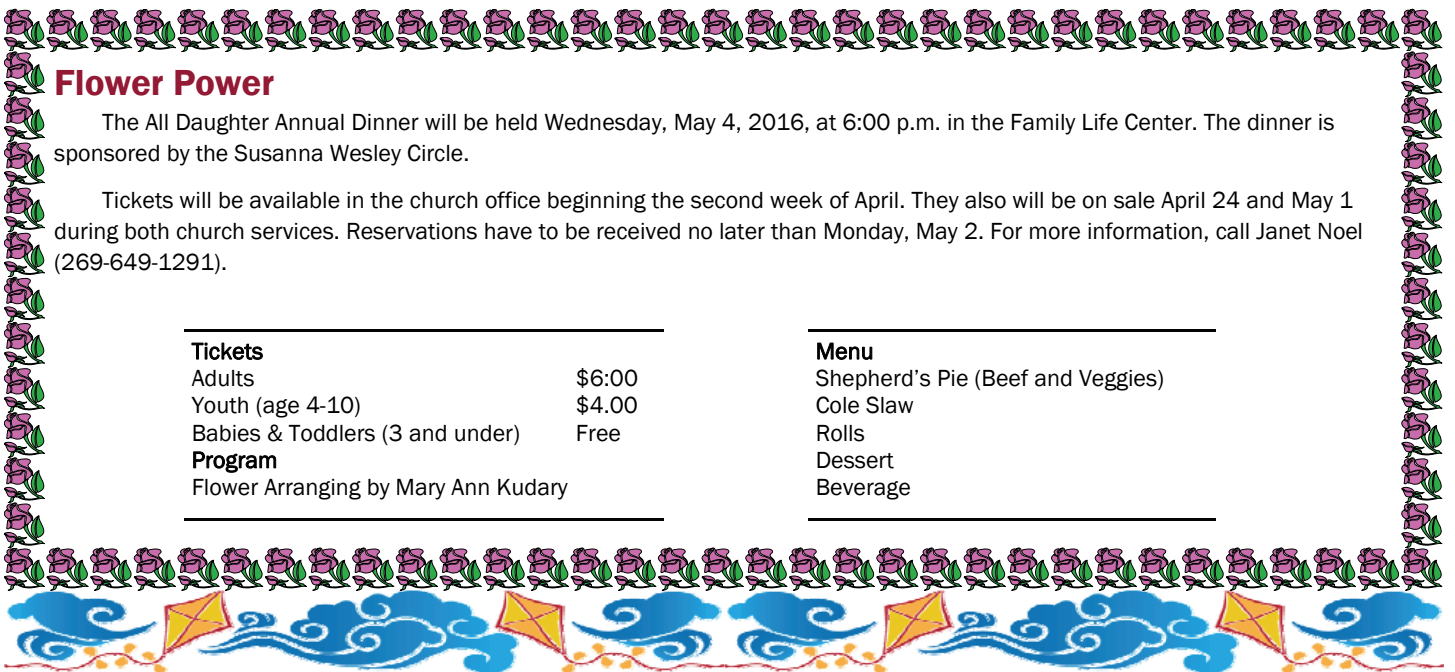 Flower Power
The All Daughter Annual Dinner will be held Wednesday, May 4, 2016, at 6:00 p.m. in the Family Life Center. The dinner is
sponsored by the Susanna Wesley Circle.
Tickets will be available in the church office beginning the second week of April. They also will be on sale April 24 and May 1
during both church services. Reservations have to be received no later than Monday, May 2. For more information, call Janet Noel
(269-649-1291).
Tickets
Adults $6:00
Youth (age 4-10) $4.00
Babies & Toddlers (3 and under) Free
Program
Flower Arranging by Mary Ann Kudary
Menu
Shepherd's Pie (Beef and Veggies)
Cole Slaw
Rolls
Dessert
Beverage